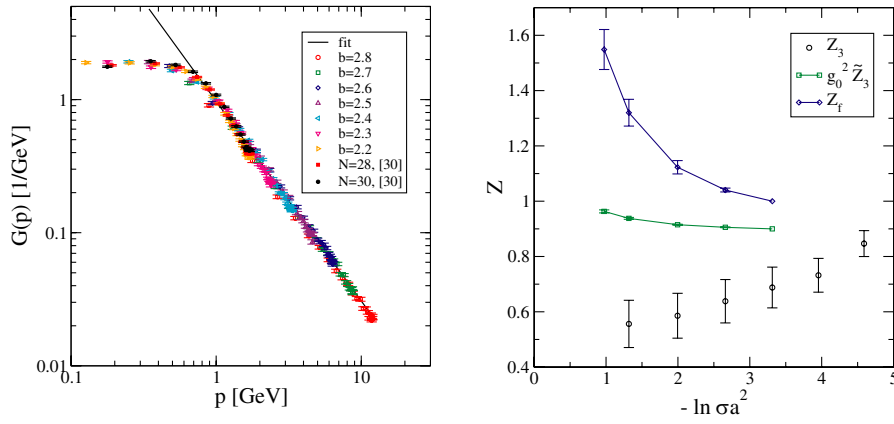 fit
b=2.8
b=2.7
b=2.6
b=2.5
b=2.4
b=2.3
b=2.2
N=28, [30]
N=30, [30]
1
0.1
0.01
G(p) [1/GeV]
0.1 1 10
p [GeV]
Z₃
g₀² Z̃₃
Z_f
1.6
1.4
1.2
1
0.8
0.6
0.4
Z
0 1 2 3 4 5
- ln σa²